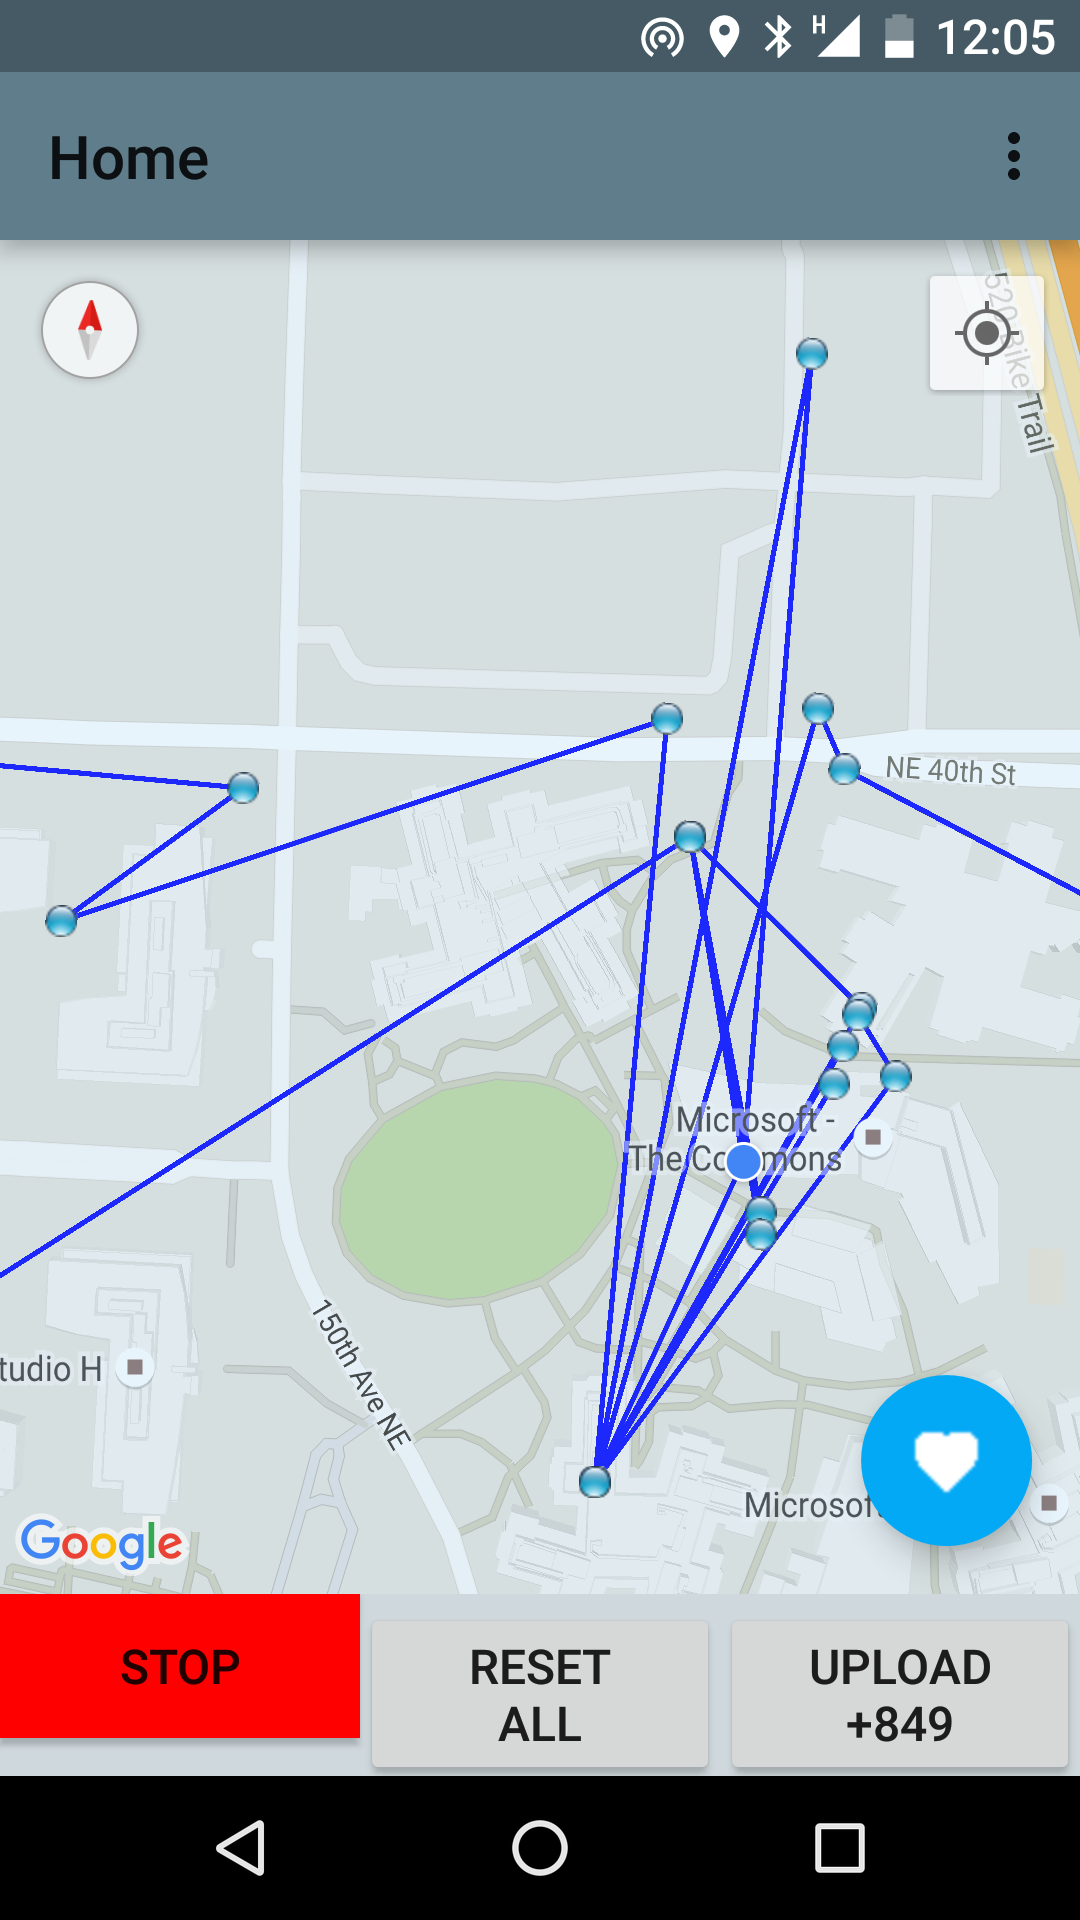 H
12:05
Home
520 Bike Trail
NE 40th St
Microsoft -
The Commons
150th Ave NE
tudio H
Microsoft
Google
STOP
RESET
ALL
UPLOAD
+849